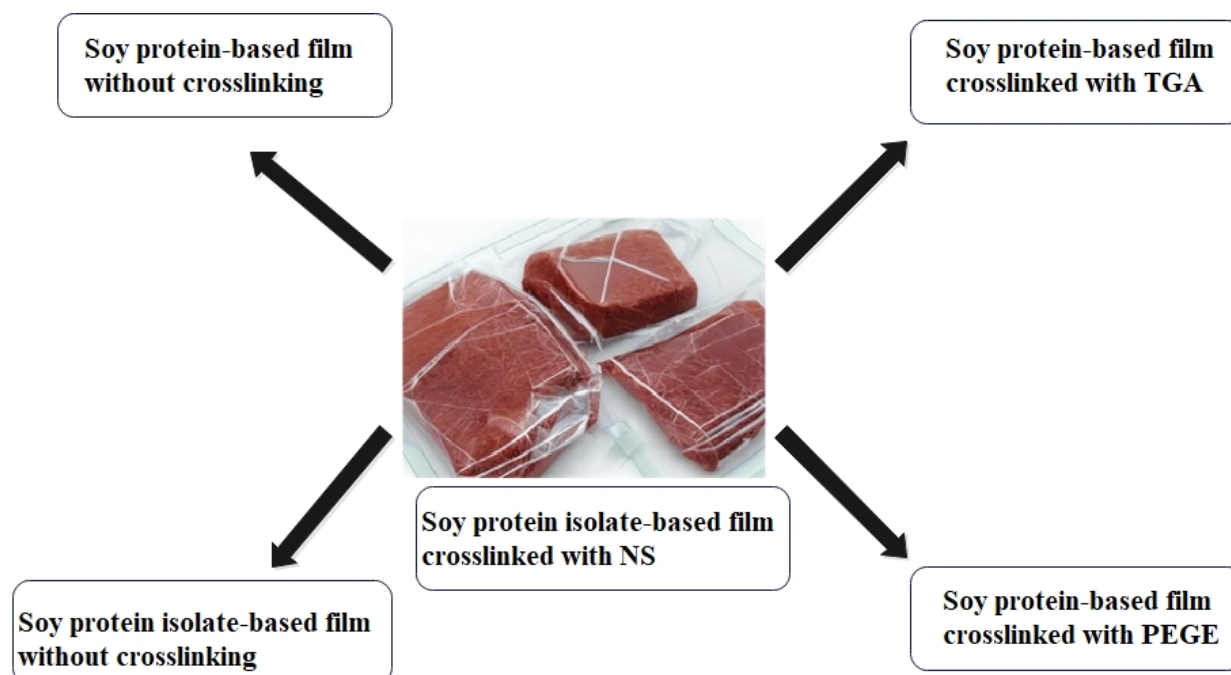 Soy protein-based film
without crosslinking
Soy protein-based film
crosslinked with TGA
Soy protein isolate-based film
crosslinked with NS
Soy protein isolate-based film
without crosslinking
Soy protein-based film
crosslinked with PEGE